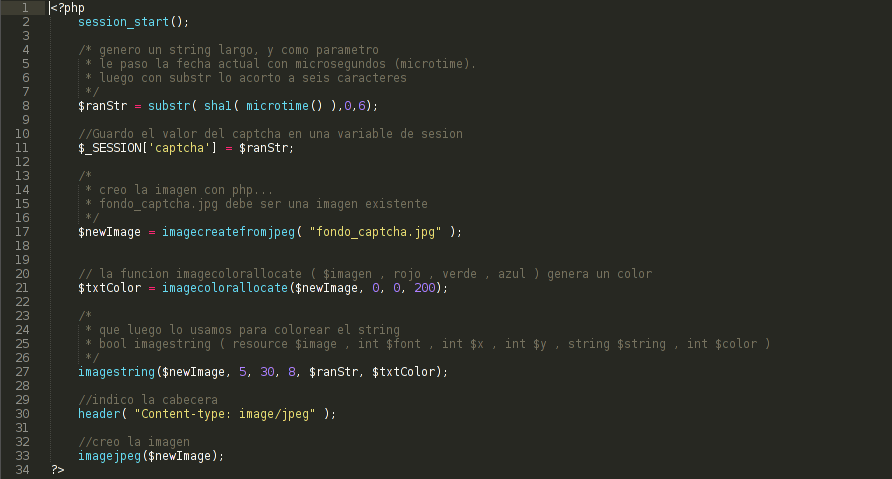 1 <?php
2 session_start();
3
4 /* genero un string largo, y como parametro
5 * le paso la fecha actual con microsegundos (microtime).
6 * luego con substr lo acorto a seis caracteres
7 */
8 $ranStr = substr( sha1( microtime() ),0,6);
9
10 //Guardo el valor del captcha en una variable de sesion
11 $_SESSION['captcha'] = $ranStr;
12
13 /*
14 * creo la imagen con php...
15 * fondo_captcha.jpg debe ser una imagen existente
16 */
17 $newImage = imagecreatefromjpeg( "fondo_captcha.jpg" );
18
19
20 // la funcion imagecolorallocate ( $imagen , rojo , verde , azul ) genera un color
21 $txtColor = imagecolorallocate($newImage, 0, 0, 200);
22
23 /*
24 * que luego lo usamos para colorear el string
25 * bool imagestring ( resource $image , int $font , int $x , int $y , string $string , int $color )
26 */
27 imagestring($newImage, 5, 30, 8, $ranStr, $txtColor);
28
29 //indico la cabecera
30 header( "Content-type: image/jpeg" );
31
32 //creo la imagen
33 imagejpeg($newImage);
34 ?>